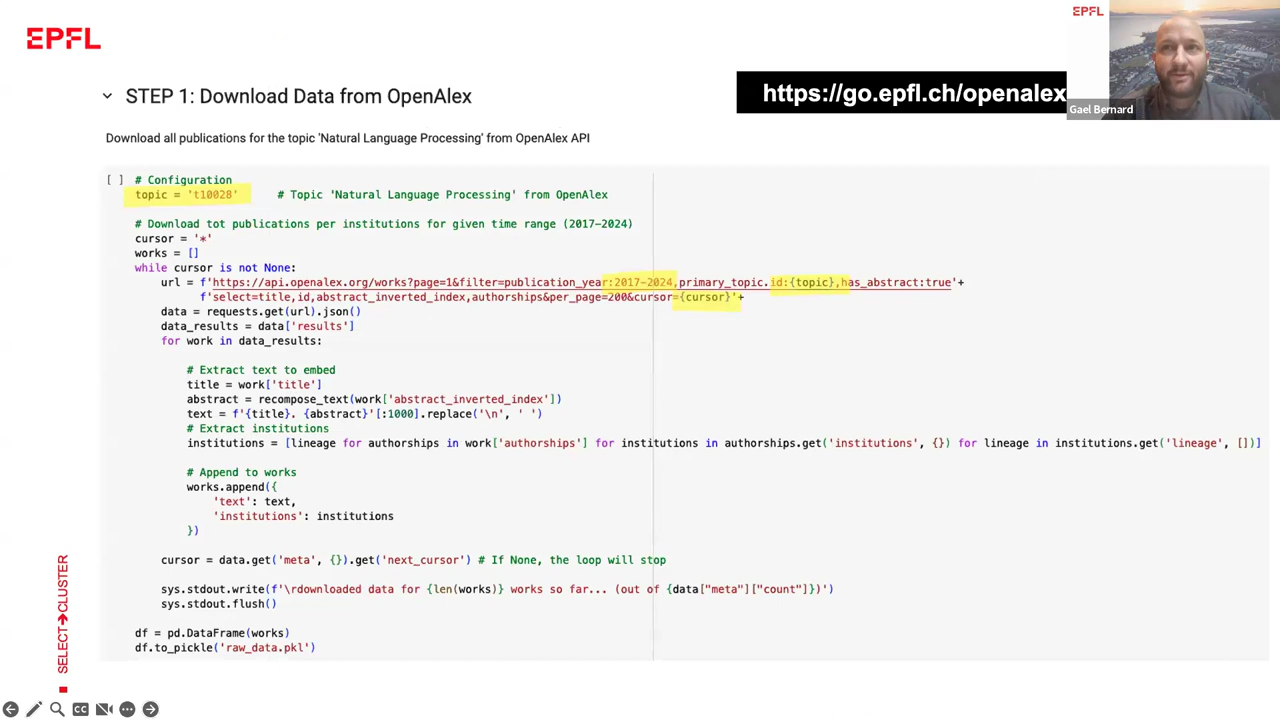 EPFL
EPFL
https://go.epfl.ch/openalex
Gael Bernard
STEP 1: Download Data from OpenAlex
Download all publications for the topic 'Natural Language Processing' from OpenAlex API
[ ] # Configuration
topic = 't10028' # Topic 'Natural Language Processing' from OpenAlex
# Download tot publications per institutions for given time range (2017-2024)
cursor = '*'
works = []
while cursor is not None:
url = f'https://api.openalex.org/works?page=1&filter=publication_year:2017-2024,primary_topic.id:{topic},has_abstract:true'+
f'select=title,id,abstract_inverted_index,authorships&per_page=200&cursor={cursor}'+
data = requests.get(url).json()
data_results = data['results']
for work in data_results:
# Extract text to embed
title = work['title']
abstract = recompose_text(work['abstract_inverted_index'])
text = f'{title}. {abstract}'[:1000].replace('\n', ' ')
# Extract institutions
institutions = [lineage for authorships in work['authorships'] for institutions in authorships.get('institutions', {}) for lineage in institutions.get('lineage', [])]
# Append to works
works.append({
'text': text,
'institutions': institutions
})
cursor = data.get('meta', {}).get('next_cursor') # If None, the loop will stop
sys.stdout.write(f'\rdownloaded data for {len(works)} works so far... (out of {data["meta"]["count"]})')
sys.stdout.flush()
df = pd.DataFrame(works)
df.to_pickle('raw_data.pkl')
SELECT➔CLUSTER
CC